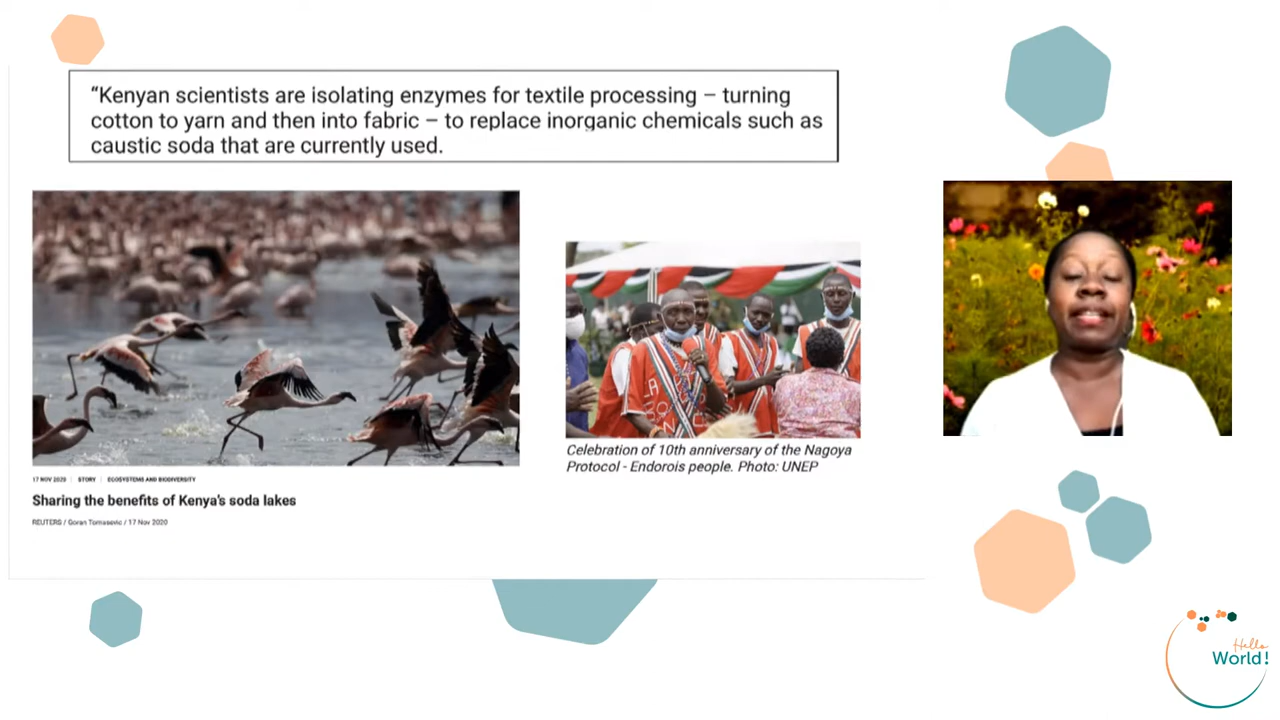 “Kenyan scientists are isolating enzymes for textile processing – turning
cotton to yarn and then into fabric – to replace inorganic chemicals such as
caustic soda that are currently used.
Celebration of 10th anniversary of the Nagoya
Protocol - Endorois people. Photo: UNEP
17 NOV 2020 | STORY | ECOSYSTEMS AND BIODIVERSITY
Sharing the benefits of Kenya's soda lakes
REUTERS / Goran Tomasevic / 17 Nov 2020
Hello
World!